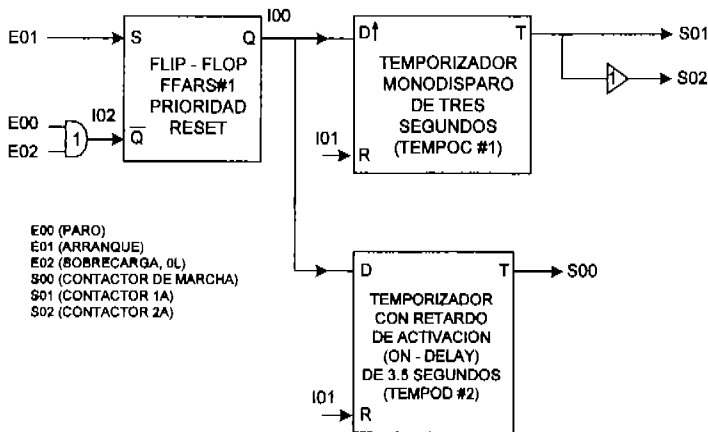 E01
S
Q
I00
FLIP - FLOP
FFARS#1
PRIORIDAD
RESET
E00
E02
1
I02
Q
D↑
T
TEMPORIZADOR
MONODISPARO
DE TRES
SEGUNDOS
(TEMPOC #1)
I01
R
S01
1
S02
E00 (PARO)
E01 (ARRANQUE)
E02 (SOBRECARGA, 0L)
S00 (CONTACTOR DE MARCHA)
S01 (CONTACTOR 1A)
S02 (CONTACTOR 2A)
D
T
S00
TEMPORIZADOR
CON RETARDO
DE ACTIVACION
(ON - DELAY)
DE 3.5 SEGUNDOS
(TEMPOD #2)
I01
R